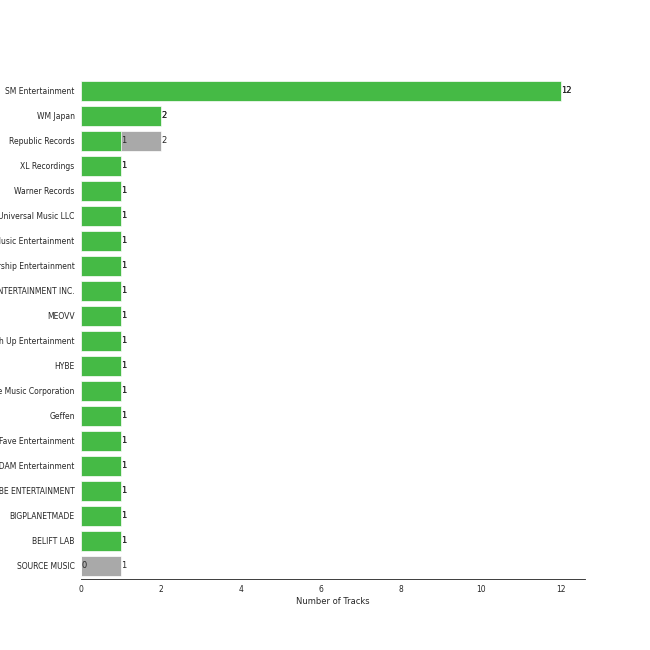 SM Entertainment 12
WM Japan 2
Republic Records 1 2
XL Recordings 1
Warner Records 1
Universal Music LLC 1
usic Entertainment 1
ship Entertainment 1
NTERTAINMENT INC. 1
MEOVV 1
h Up Entertainment 1
HYBE 1
e Music Corporation 1
Geffen 1
Fave Entertainment 1
DAM Entertainment 1
BE ENTERTAINMENT 1
BIGPLANETMADE 1
BELIFT LAB 1
SOURCE MUSIC 0 1
0 2 4 6 8 10 12
Number of Tracks